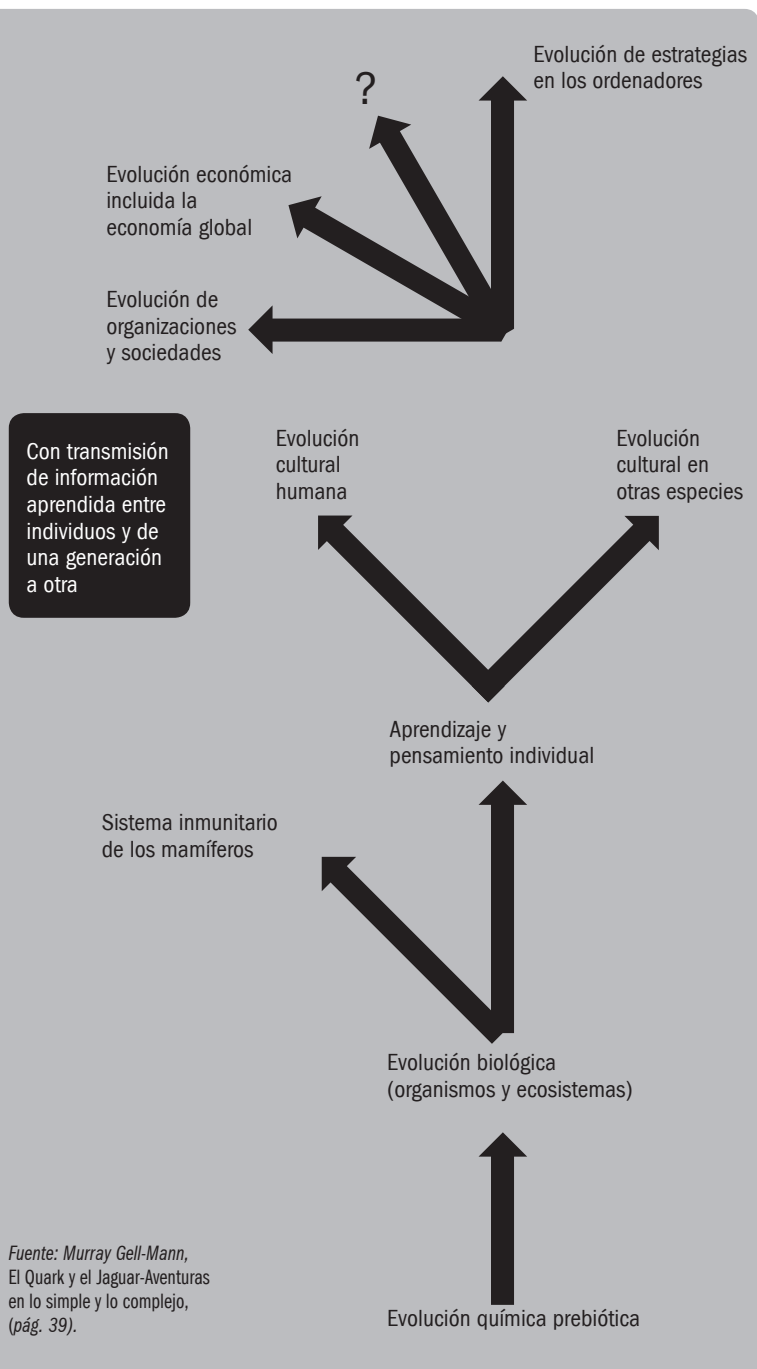 Evolución de estrategias
en los ordenadores
?
Evolución económica
incluida la
economía global
Evolución de
organizaciones
y sociedades
Con transmisión
de información
aprendida entre
individuos y de
una generación
a otra
Evolución
cultural
humana
Evolución
cultural en
otras especies
Aprendizaje y
pensamiento individual
Sistema inmunitario
de los mamíferos
Evolución biológica
(organismos y ecosistemas)
Fuente: Murray Gell-Mann,
El Quark y el Jaguar-Aventuras
en lo simple y lo complejo,
(pág. 39).
Evolución química prebiótica